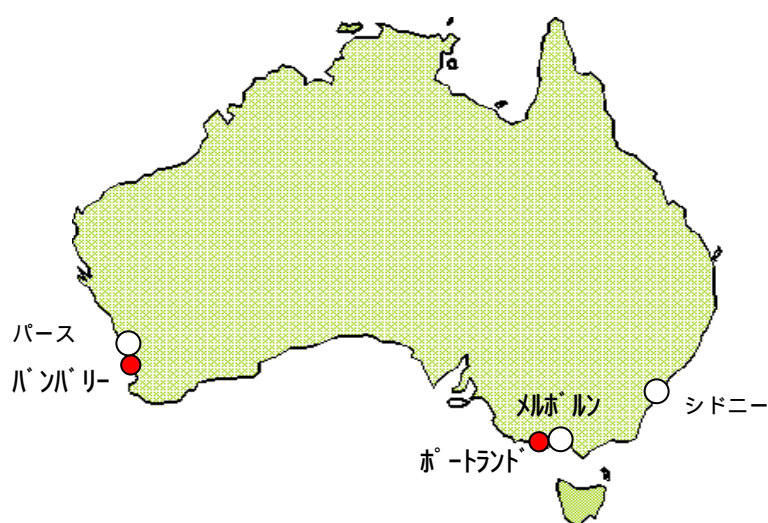 パース
バンバリー
メルボルン
シドニー
ポートランド